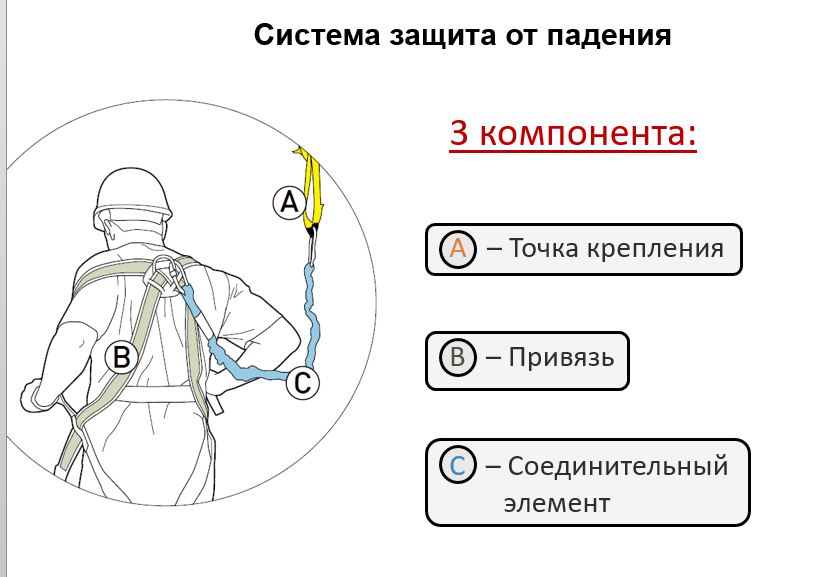 Система защита от падения
3 компонента:
A
A – Точка крепления
B
B – Привязь
C
C – Соединительный
элемент